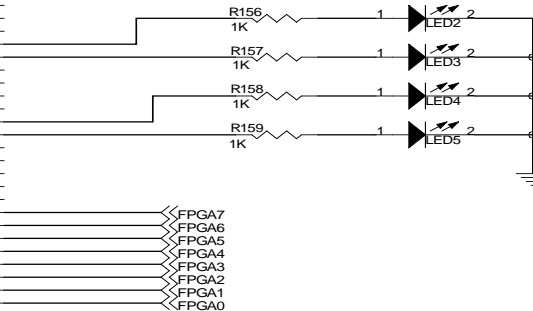 R156 1 2
1K LED2
R157 1 2
1K LED3
R158 1 2
1K LED4
R159 1 2
1K LED5
FPGA7
FPGA6
FPGA5
FPGA4
FPGA3
FPGA2
FPGA1
FPGA0